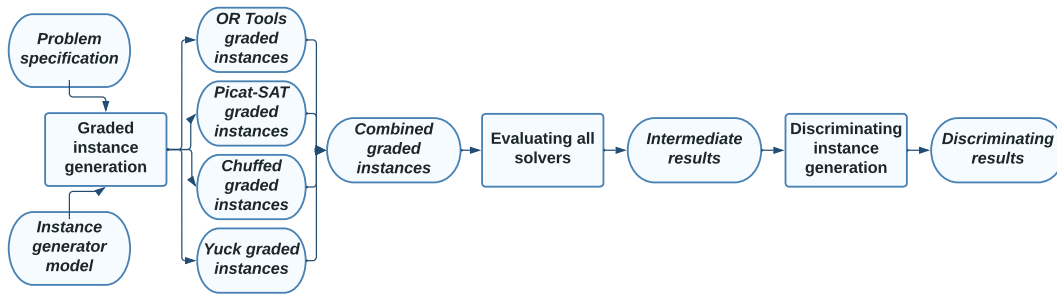 Problem
specification
Graded
instance
generation
Instance
generator
model
OR Tools
graded
instances
Picat-SAT
graded
instances
Chuffed
graded
instances
Yuck graded
instances
Combined
graded
instances
Evaluating all
solvers
Intermediate
results
Discriminating
instance
generation
Discriminating
results